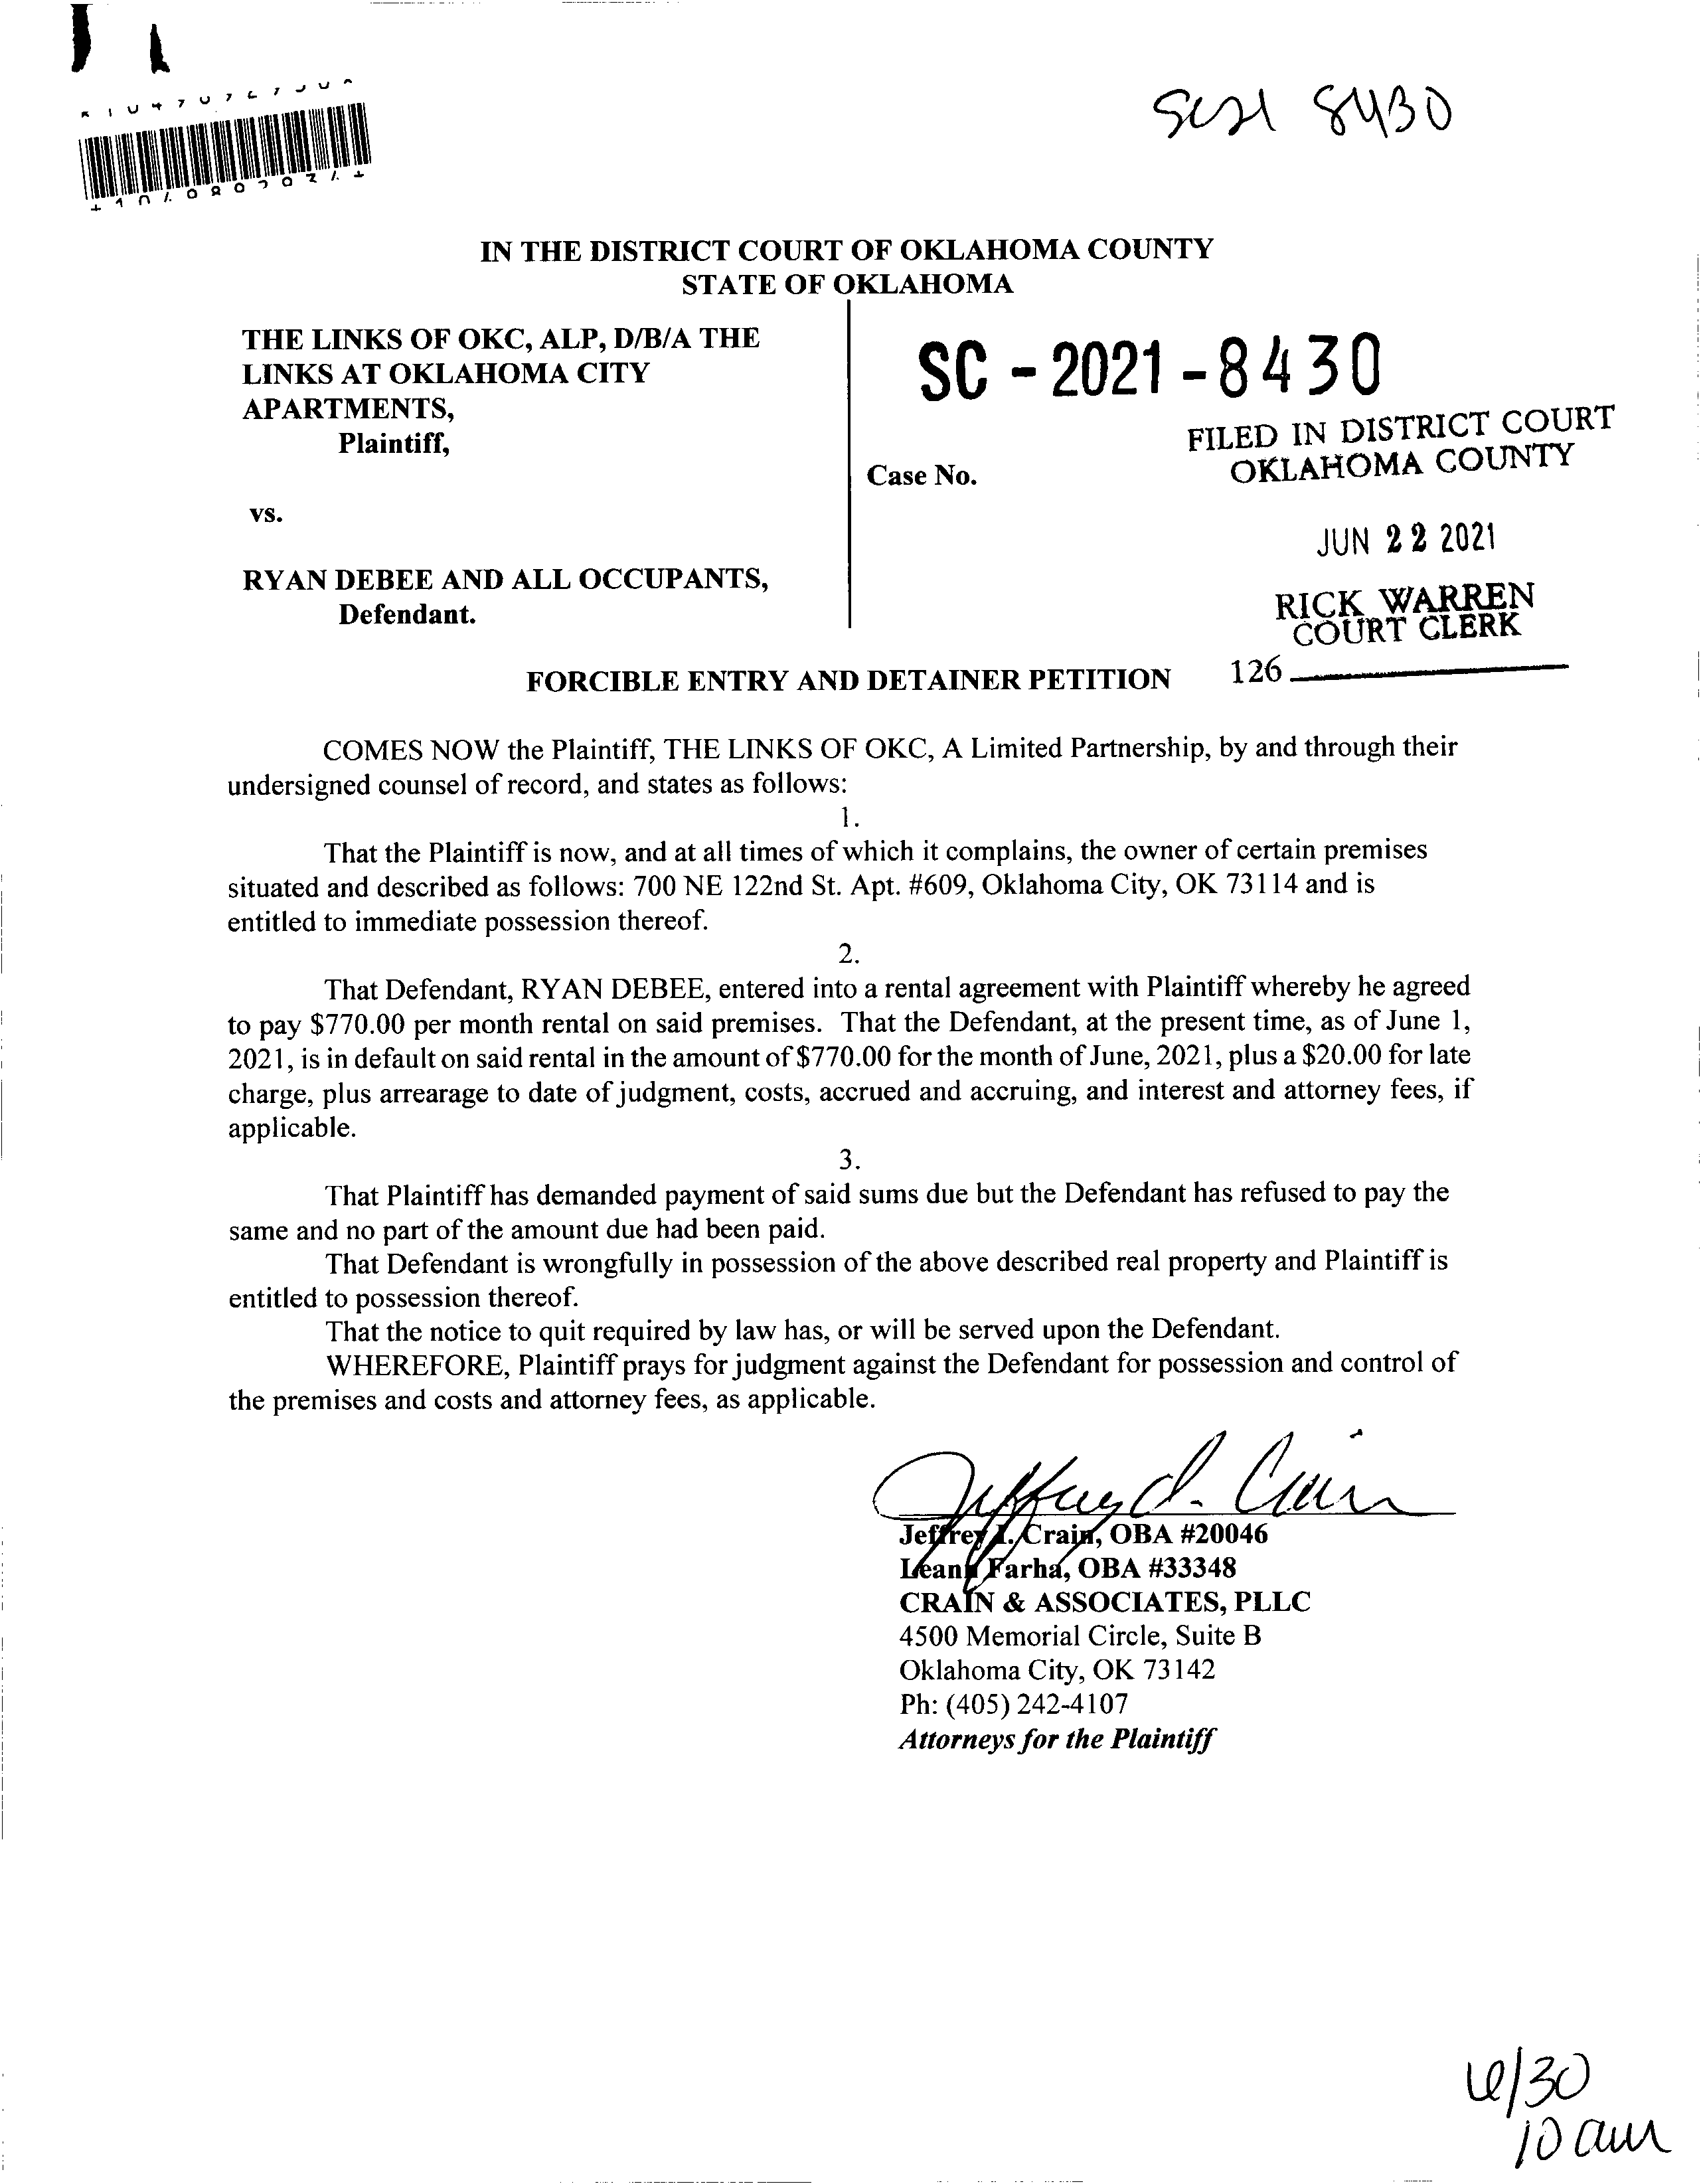 SC21 8430
IN THE DISTRICT COURT OF OKLAHOMA COUNTY
STATE OF OKLAHOMA
THE LINKS OF OKC, ALP, D/B/A THE
LINKS AT OKLAHOMA CITY
APARTMENTS,
Plaintiff,
vs.
RYAN DEBEE AND ALL OCCUPANTS,
Defendant.
SC - 2021 - 8430
Case No.
FILED IN DISTRICT COURT
OKLAHOMA COUNTY
JUN 22 2021
RICK WARREN
COURT CLERK
126
FORCIBLE ENTRY AND DETAINER PETITION
COMES NOW the Plaintiff, THE LINKS OF OKC, A Limited Partnership, by and through their
undersigned counsel of record, and states as follows:
1.
That the Plaintiff is now, and at all times of which it complains, the owner of certain premises
situated and described as follows: 700 NE 122nd St. Apt. #609, Oklahoma City, OK 73114 and is
entitled to immediate possession thereof.
2.
That Defendant, RYAN DEBEE, entered into a rental agreement with Plaintiff whereby he agreed
to pay $770.00 per month rental on said premises. That the Defendant, at the present time, as of June 1,
2021, is in default on said rental in the amount of $770.00 for the month of June, 2021, plus a $20.00 for late
charge, plus arrearage to date of judgment, costs, accrued and accruing, and interest and attorney fees, if
applicable.
3.
That Plaintiff has demanded payment of said sums due but the Defendant has refused to pay the
same and no part of the amount due had been paid.
That Defendant is wrongfully in possession of the above described real property and Plaintiff is
entitled to possession thereof.
That the notice to quit required by law has, or will be served upon the Defendant.
WHEREFORE, Plaintiff prays for judgment against the Defendant for possession and control of
the premises and costs and attorney fees, as applicable.
Jeffrey I. Crain
Jeffrey I. Crain, OBA #20046
Leann Farha, OBA #33348
CRAIN & ASSOCIATES, PLLC
4500 Memorial Circle, Suite B
Oklahoma City, OK 73142
Ph: (405) 242-4107
Attorneys for the Plaintiff
6/30
10 am